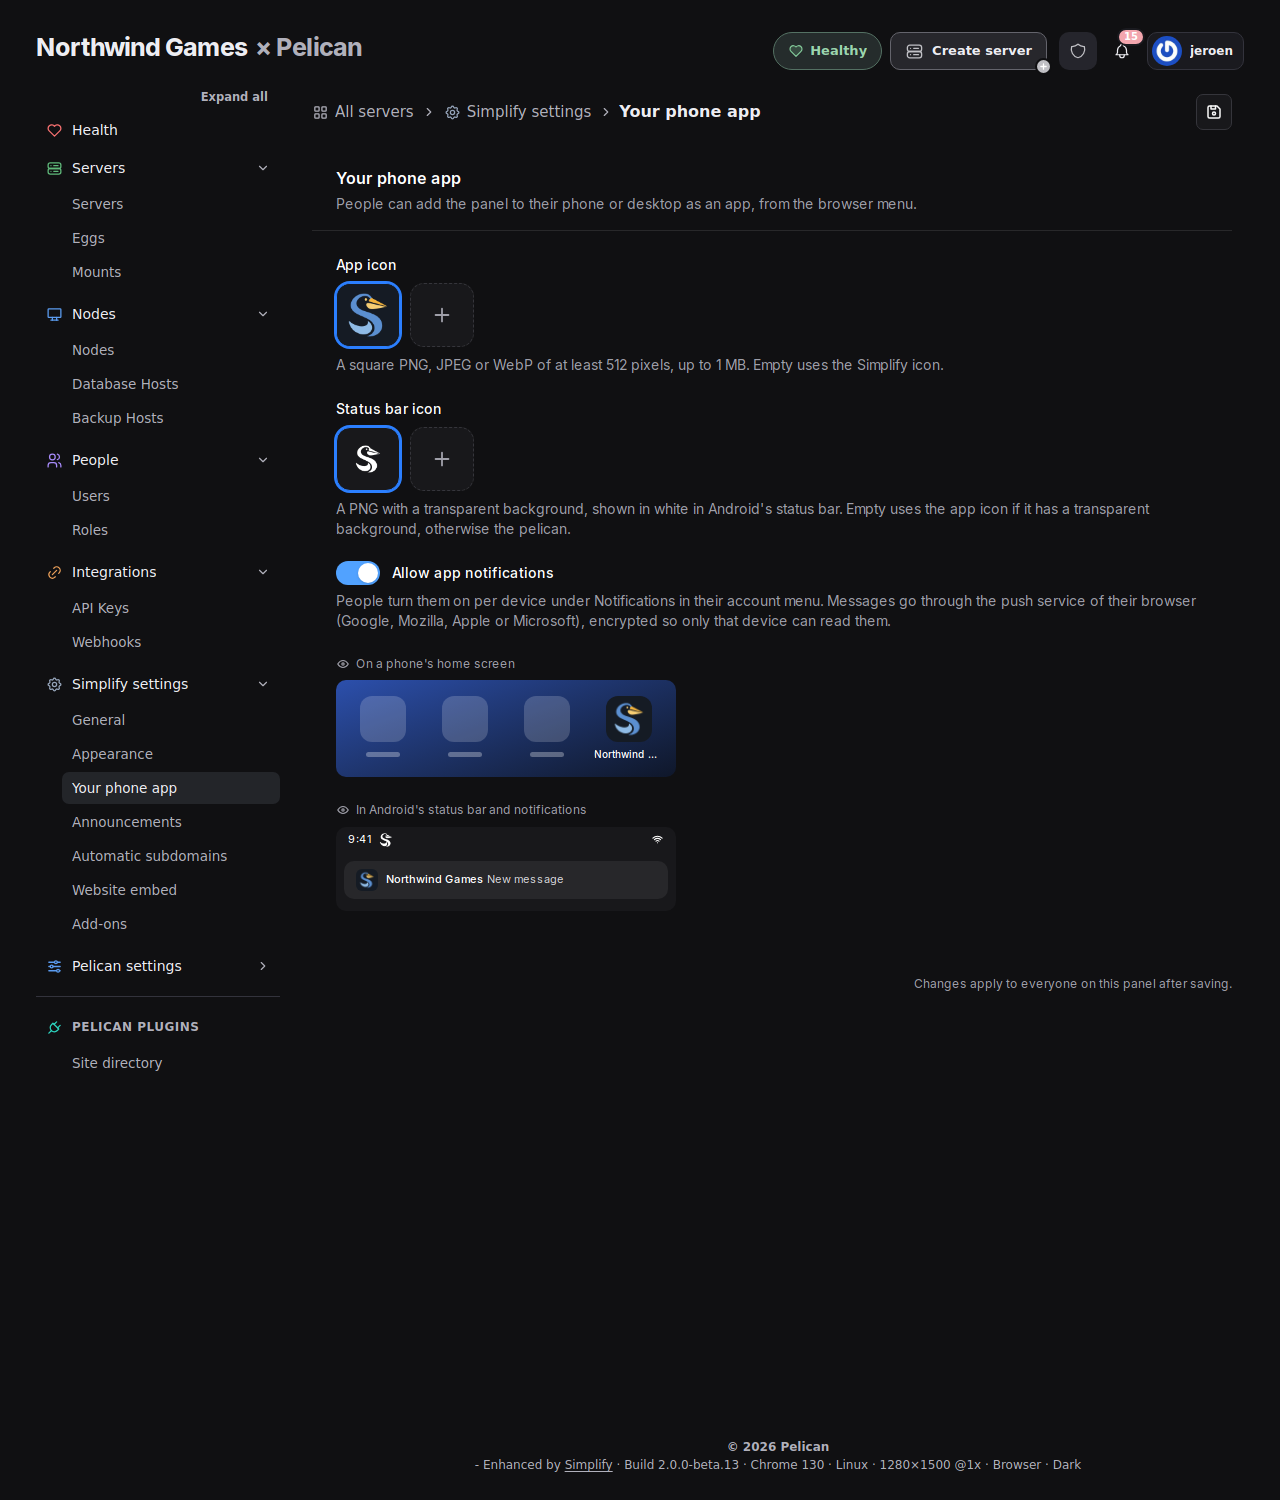 Northwind Games × Pelican
Healthy
Create server
15
jeroen
Expand all
Health
Servers
Servers
Eggs
Mounts
Nodes
Nodes
Database Hosts
Backup Hosts
People
Users
Roles
Integrations
API Keys
Webhooks
Simplify settings
General
Appearance
Your phone app
Announcements
Automatic subdomains
Website embed
Add-ons
Pelican settings
PELICAN PLUGINS
Site directory
All servers > Simplify settings > Your phone app
Your phone app
People can add the panel to their phone or desktop as an app, from the browser menu.
App icon
A square PNG, JPEG or WebP of at least 512 pixels, up to 1 MB. Empty uses the Simplify icon.
Status bar icon
A PNG with a transparent background, shown in white in Android's status bar. Empty uses the app icon if it has a transparent
background, otherwise the pelican.
Allow app notifications
People turn them on per device under Notifications in their account menu. Messages go through the push service of their browser
(Google, Mozilla, Apple or Microsoft), encrypted so only that device can read them.
On a phone's home screen
Northwind ...
In Android's status bar and notifications
9:41
Northwind Games New message
Changes apply to everyone on this panel after saving.
© 2026 Pelican
- Enhanced by Simplify · Build 2.0.0-beta.13 · Chrome 130 · Linux · 1280×1500 @1x · Browser · Dark